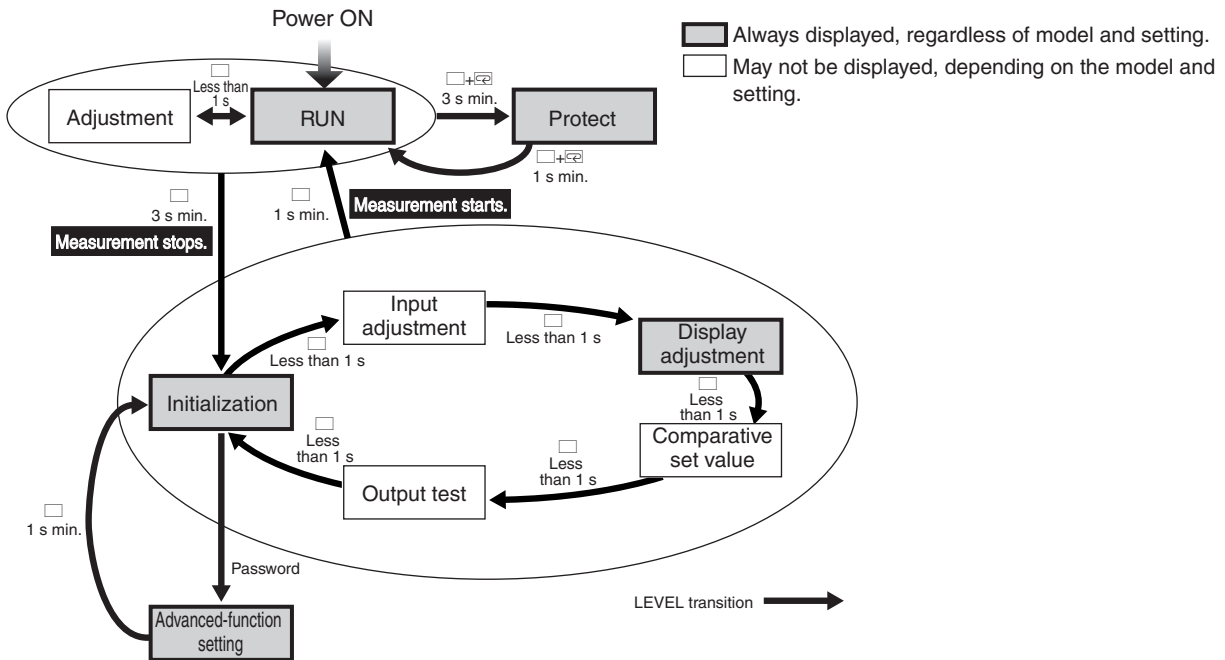 Power ON
Always displayed, regardless of model and setting.
May not be displayed, depending on the model and
setting.
Less than
1 s
Adjustment
RUN
+
3 s min.
Protect
+
1 s min.
3 s min.
Measurement stops.
1 s min.
Measurement starts.
Input
adjustment
Less than 1 s
Less than 1 s
Display
adjustment
Less
than 1 s
Initialization
Comparative
set value
Less
than 1 s
Less
than 1 s
Output test
1 s min.
Password
LEVEL transition
Advanced-function
setting